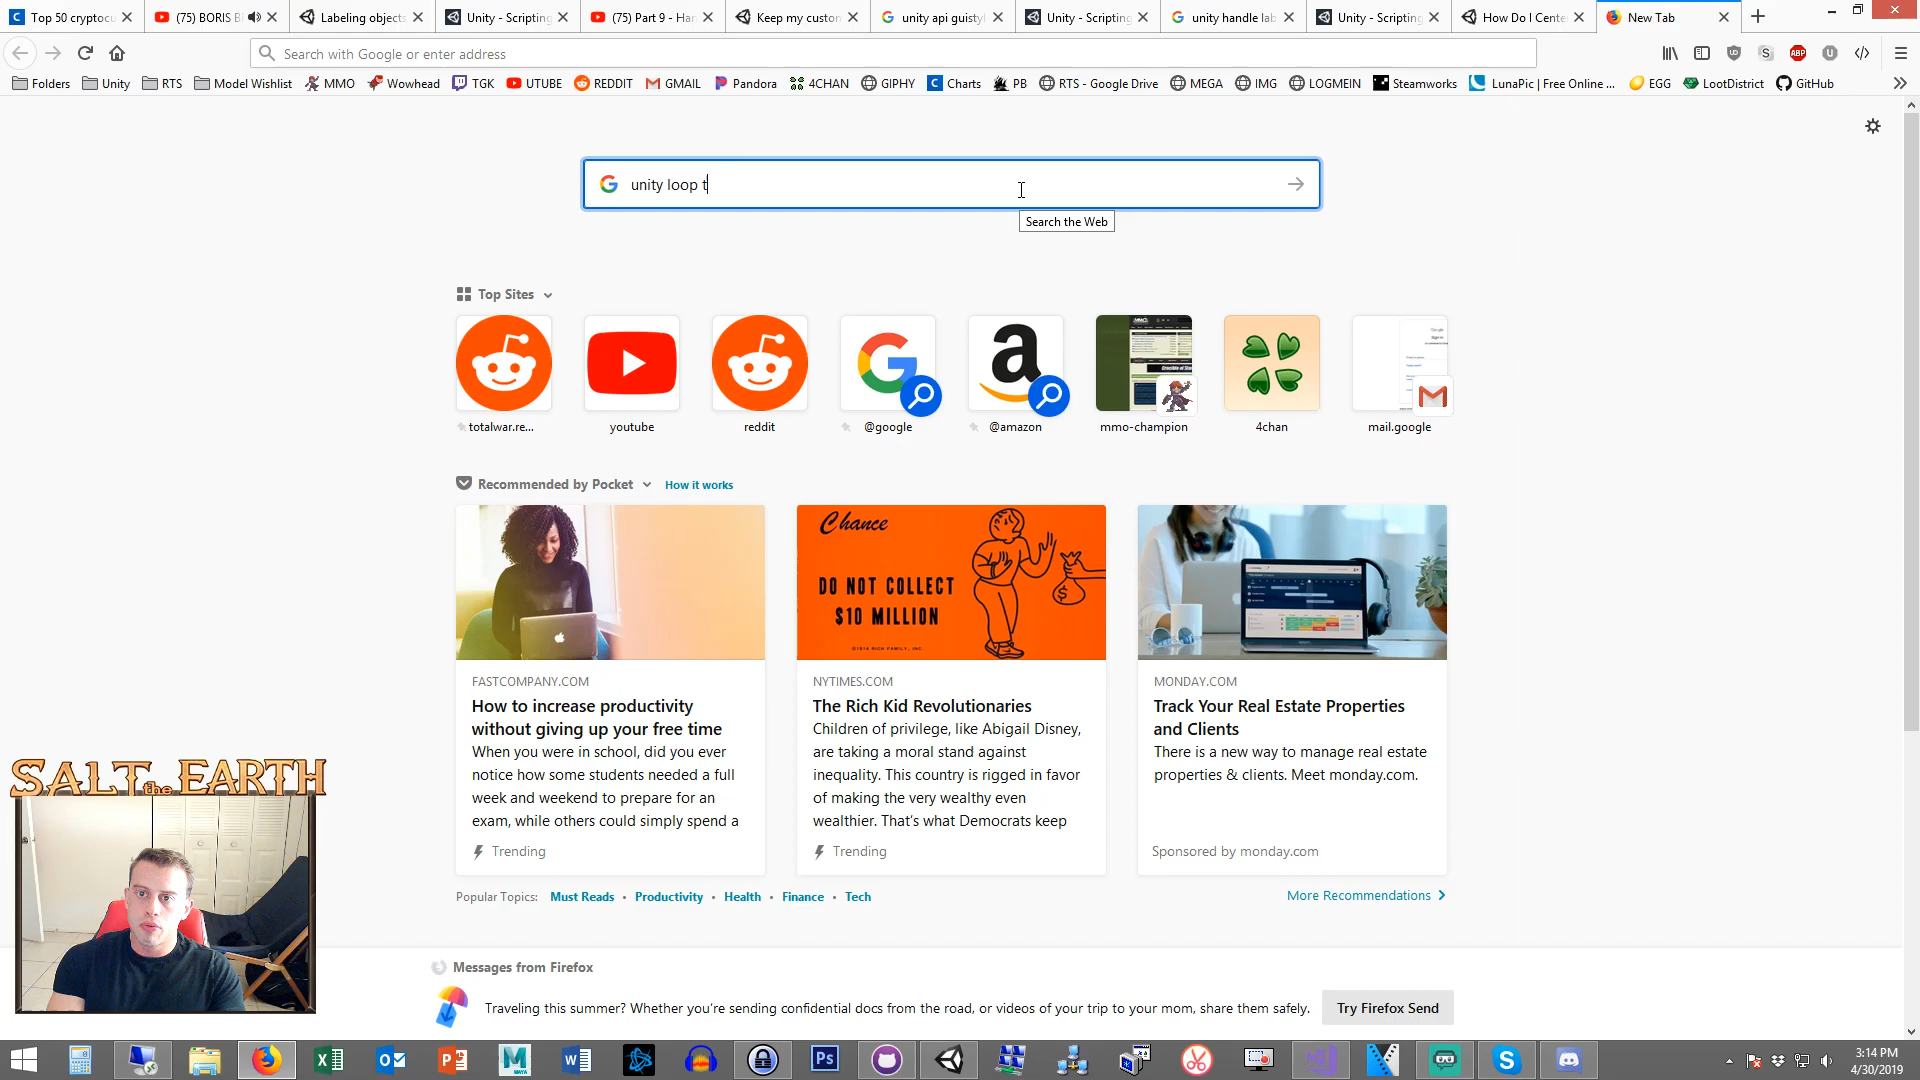 Top 50 cryptocu
(75) BORIS B
Labeling objects
Unity - Scripting
(75) Part 9 - Har
Keep my custon
unity api guistyl
Unity - Scripting
unity handle lab
Unity - Scripting
How Do I Cente
New Tab
Search with Google or enter address
Folders
Unity
RTS
Model Wishlist
MMO
Wowhead
TGK
UTUBE
REDDIT
GMAIL
Pandora
4CHAN
GIPHY
Charts
PB
RTS - Google Drive
MEGA
IMG
LOGMEIN
Steamworks
LunaPic | Free Online ...
EGG
LootDistrict
GitHub
unity loop t
Search the Web
Top Sites
totalwar.re...
youtube
reddit
@google
@amazon
mmo-champion
4chan
mail.google
Recommended by Pocket
How it works
Chance
DO NOT COLLECT
$10 MILLION
FASTCOMPANY.COM
How to increase productivity
without giving up your free time
When you were in school, did you ever
notice how some students needed a full
week and weekend to prepare for an
exam, while others could simply spend a
Trending
NYTIMES.COM
The Rich Kid Revolutionaries
Children of privilege, like Abigail Disney,
are taking a moral stand against
inequality. This country is rigged in favor
of making the very wealthy even
wealthier. That's what Democrats keep
Trending
MONDAY.COM
Track Your Real Estate Properties
and Clients
There is a new way to manage real estate
properties & clients. Meet monday.com.
Sponsored by monday.com
Popular Topics: Must Reads • Productivity • Health • Finance • Tech
More Recommendations
SALT the EARTH
Messages from Firefox
Traveling this summer? Whether you're sending confidential docs from the road, or videos of your trip to your mom, share them safely.
Try Firefox Send
3:14 PM
4/30/2019